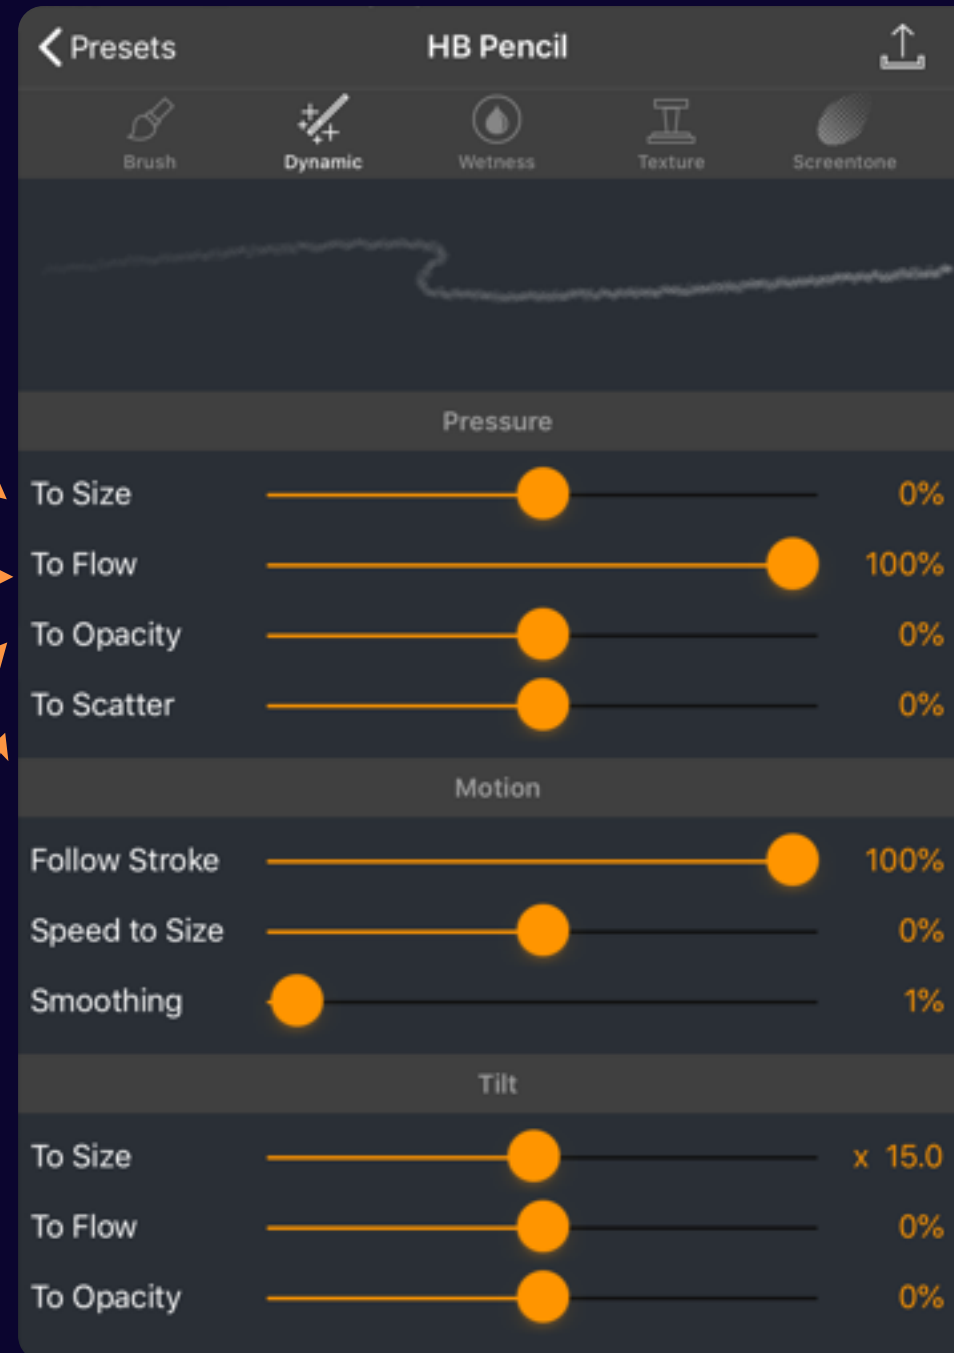 Presets HB Pencil
Brush Dynamic Wetness Texture Screentone
Pressure
To Size 0%
To Flow 100%
To Opacity 0%
To Scatter 0%
Motion
Follow Stroke 100%
Speed to Size 0%
Smoothing 1%
Tilt
To Size x 15.0
To Flow 0%
To Opacity 0%